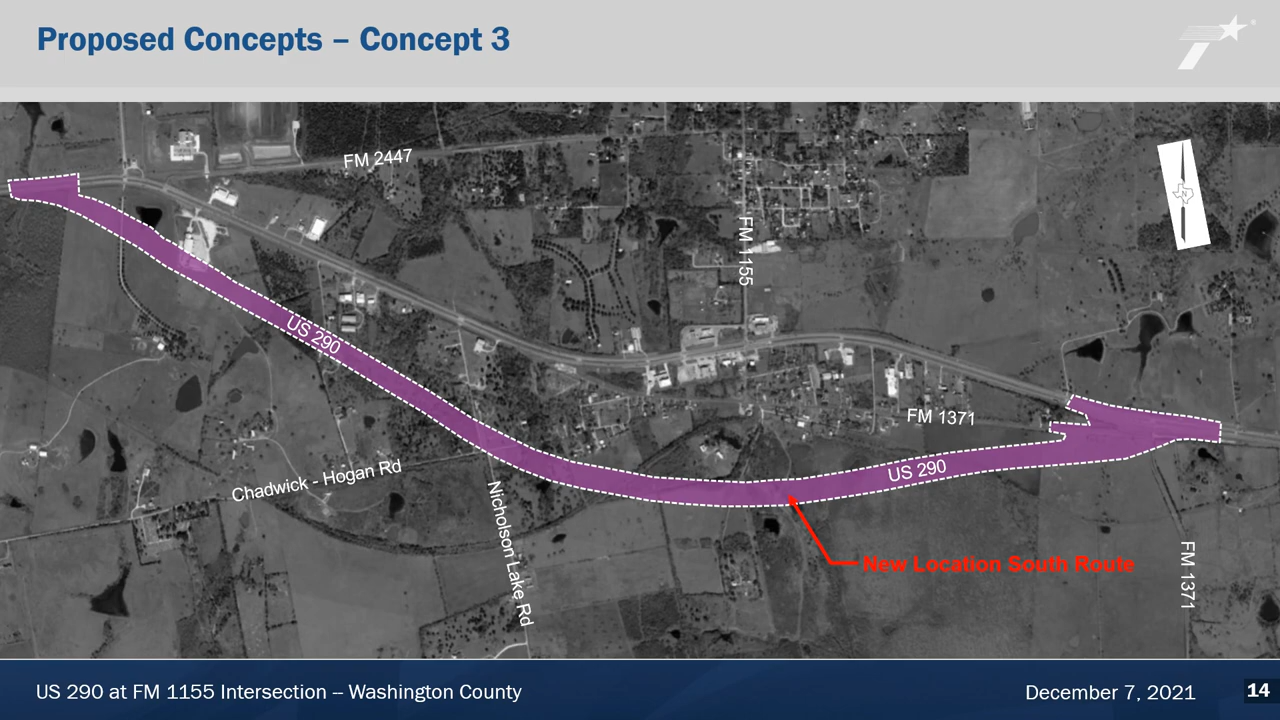 Proposed Concepts – Concept 3
FM 2447
N
FM 1155
US 290
FM 1371
US 290
Chadwick - Hogan Rd
Nicholson Lake Rd
New Location South Route
FM 1371
US 290 at FM 1155 Intersection – Washington County
December 7, 2021
14